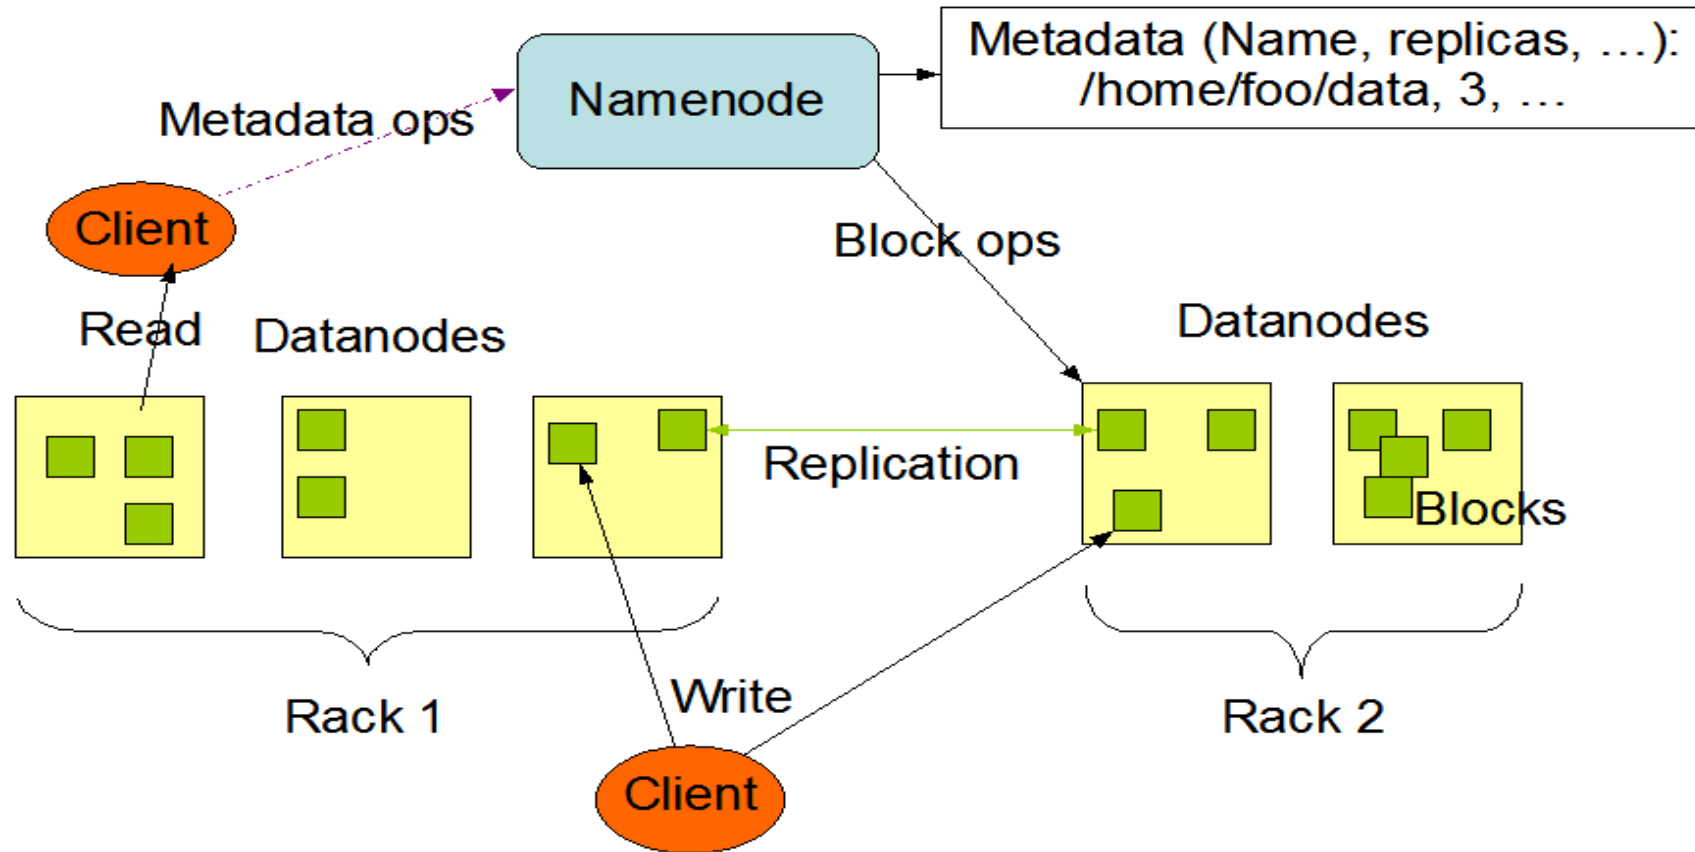 Metadata (Name, replicas, …):
/home/foo/data, 3, …
Namenode
Metadata ops
Client
Block ops
Read
Datanodes
Datanodes
Replication
Blocks
Rack 1
Write
Rack 2
Client